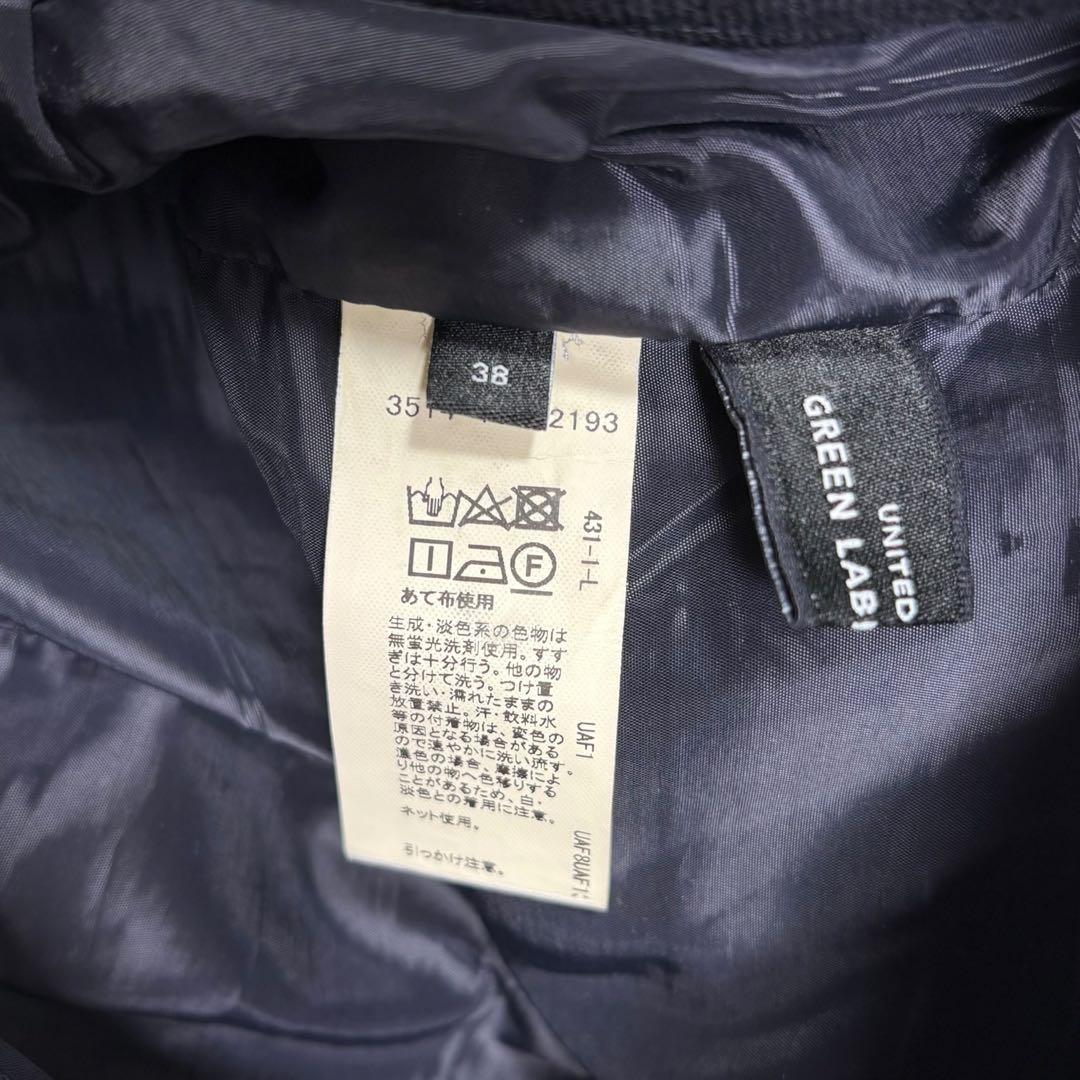 38
2193
F
431-1-L
あて布使用
生成・淡色系の色物は
無蛍光洗剤使用。すす
ぎは十分行う。他の物
と分けて洗う。つけ置
き洗い・濡れたままの
放置禁止。汗・飲料水
等の付着物は、変色の
原因となる場合がある
ので速やかに洗い流す。
濃色の場合、摩擦によ
り他の物へ色移りする
ことがあるため、白・
淡色との着用に注意。
ネット使用。
引っかけ注意。
UAF1
UNITED
GREEN